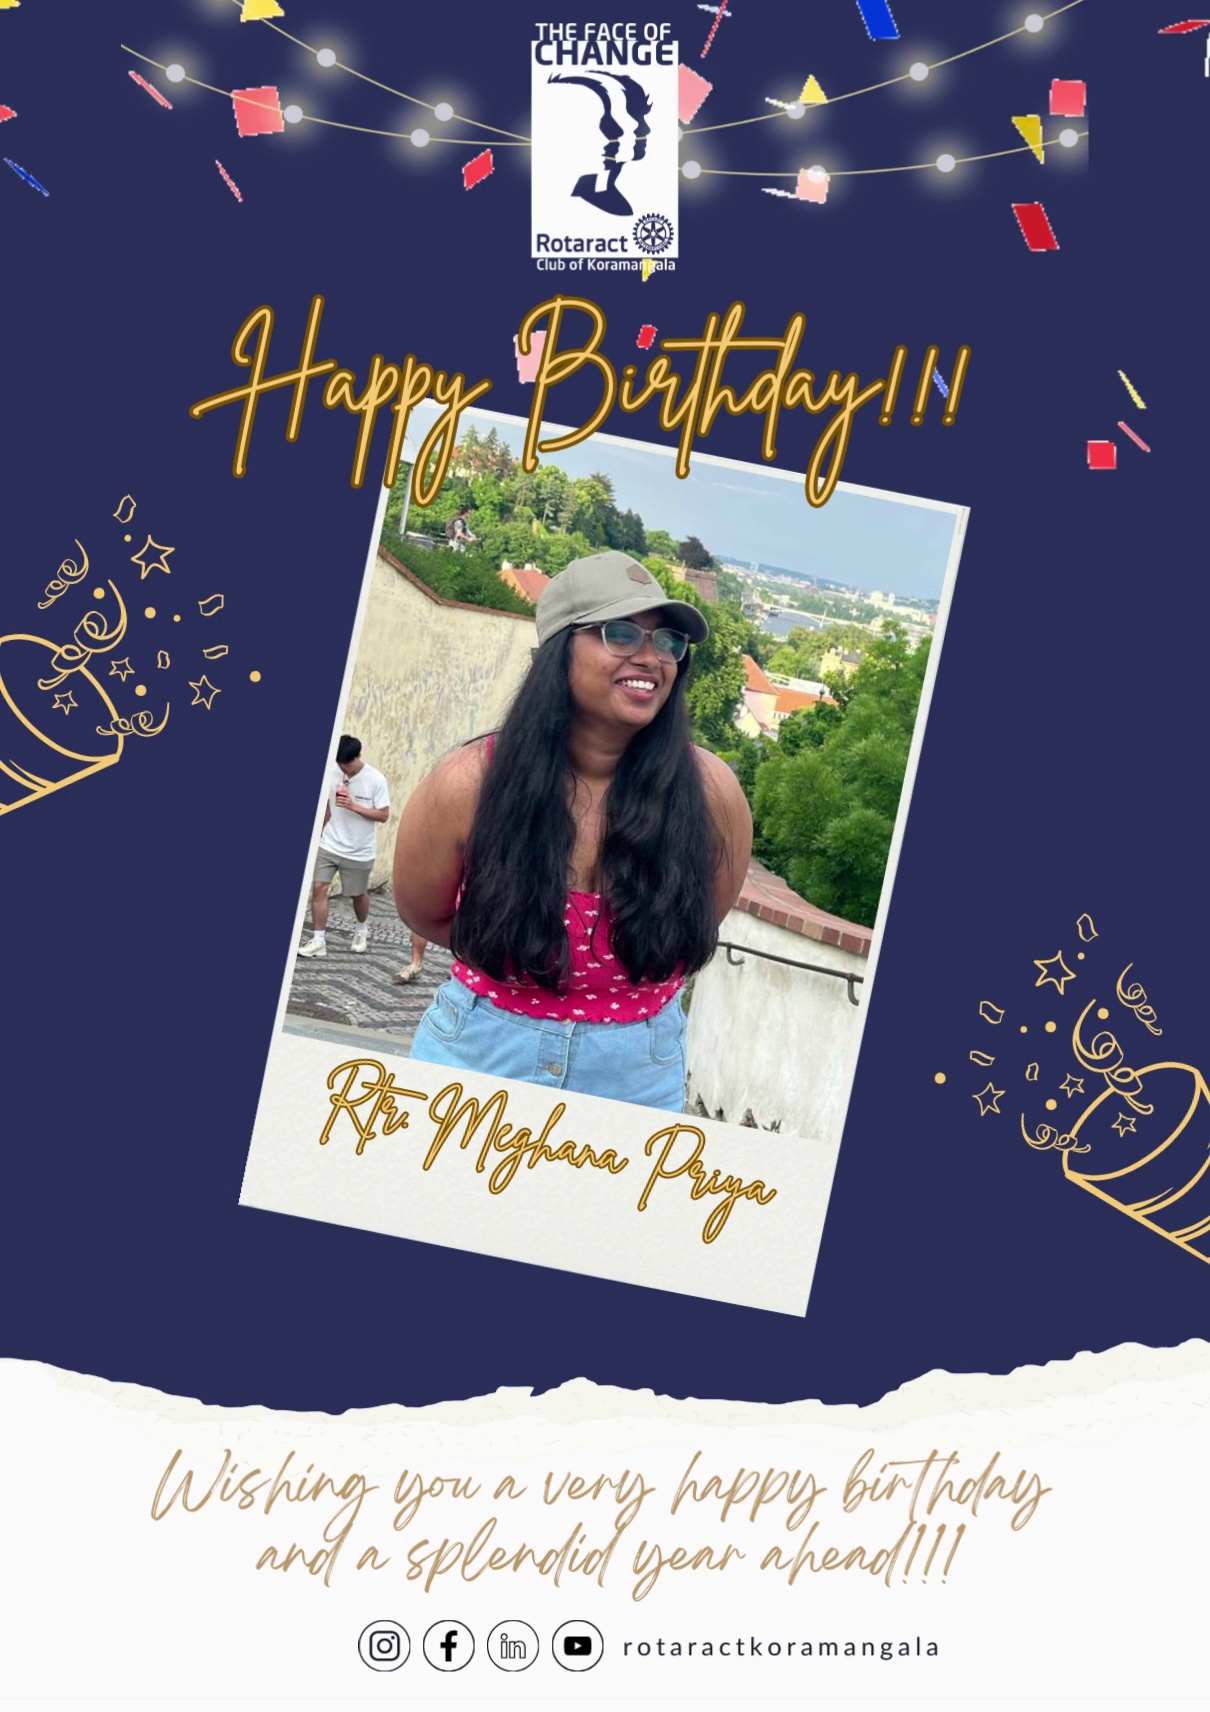 THE FACE OF
CHANGE
Rotaract
Club of Koramangala
Happy Birthday!!!
Rtr. Meghana Priya
Wishing you a very happy birthday
and a splendid year ahead!!!
in
rotaractkoramangala